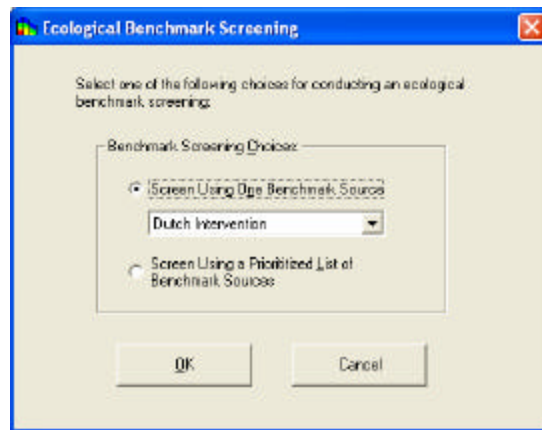 Ecological Benchmark Screening
Select one of the following choices for conducting an ecological
benchmark screening:
Benchmark Screening Choices
Screen Using One Benchmark Source
Dutch Intervention
Screen Using a Prioritized List of
Benchmark Sources
OK
Cancel